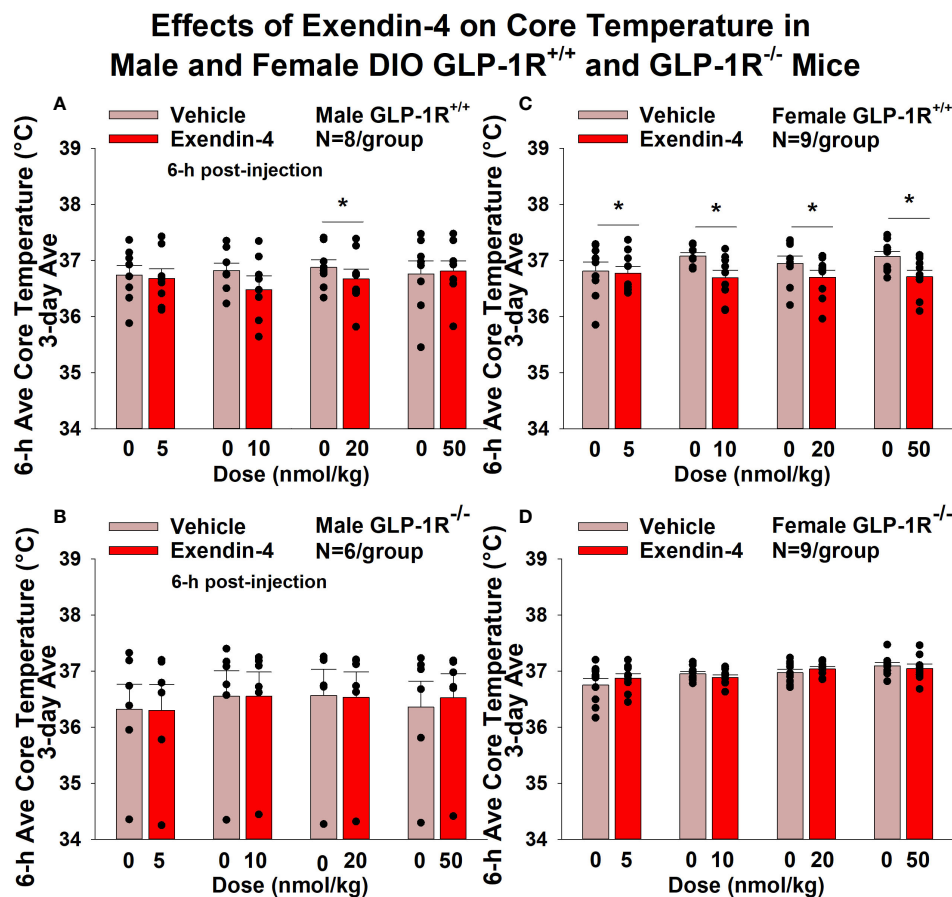 Effects of Exendin-4 on Core Temperature in
Male and Female DIO GLP-1R+/+ and GLP-1R-/- Mice
A
Vehicle
Exendin-4
Male GLP-1R+/+
N=8/group
6-h post-injection
*
6-h Ave Core Temperature (°C)
3-day Ave
39
38
37
36
35
34
0 5 0 10 0 20 0 50
Dose (nmol/kg)
C
Vehicle
Exendin-4
Female GLP-1R+/+
N=9/group
* * * *
6-h Ave Core Temperature (°C)
3-day Ave
39
38
37
36
35
34
0 5 0 10 0 20 0 50
Dose (nmol/kg)
B
Vehicle
Exendin-4
Male GLP-1R-/-
N=6/group
6-h post-injection
6-h Ave Core Temperature (°C)
3-day Ave
39
38
37
36
35
34
0 5 0 10 0 20 0 50
Dose (nmol/kg)
D
Vehicle
Exendin-4
Female GLP-1R-/-
N=9/group
6-h Ave Core Temperature (°C)
3-day Ave
39
38
37
36
35
34
0 5 0 10 0 20 0 50
Dose (nmol/kg)